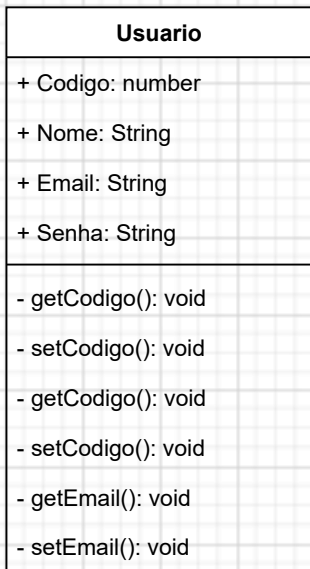 Usuario
+ Codigo: number
+ Nome: String
+ Email: String
+ Senha: String
- getCodigo(): void
- setCodigo(): void
- getCodigo(): void
- setCodigo(): void
- getEmail(): void
- setEmail(): void